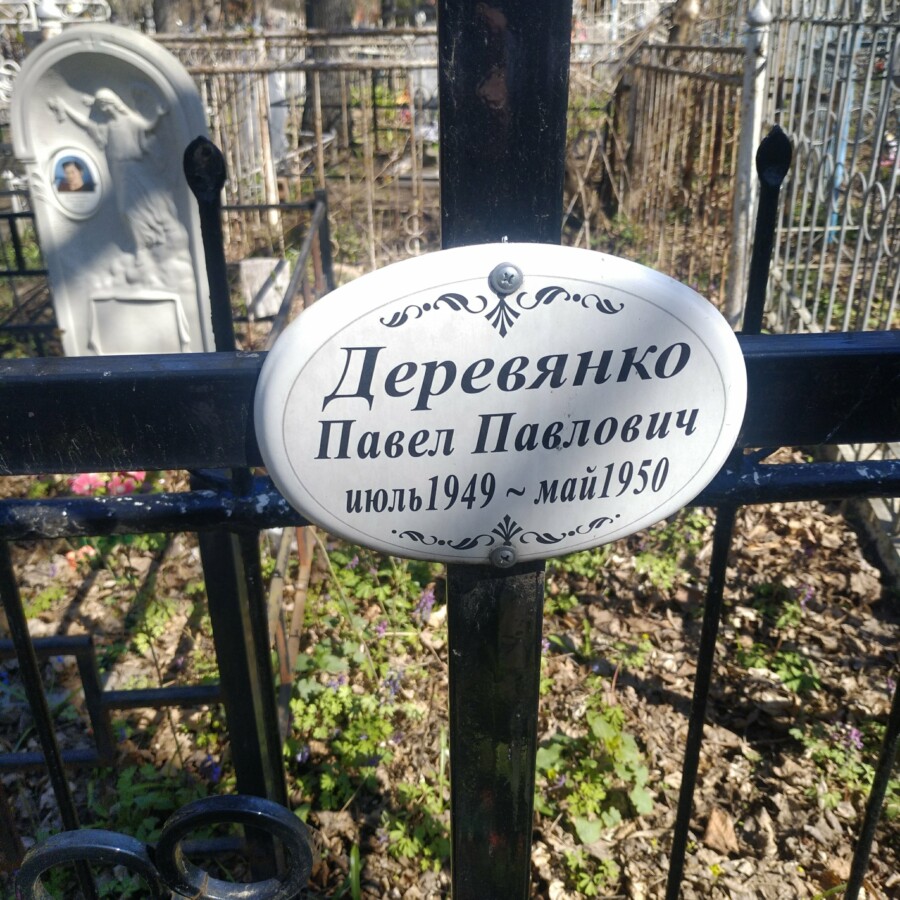 Деревянко
Павел Павлович
июль1949 ~ май1950